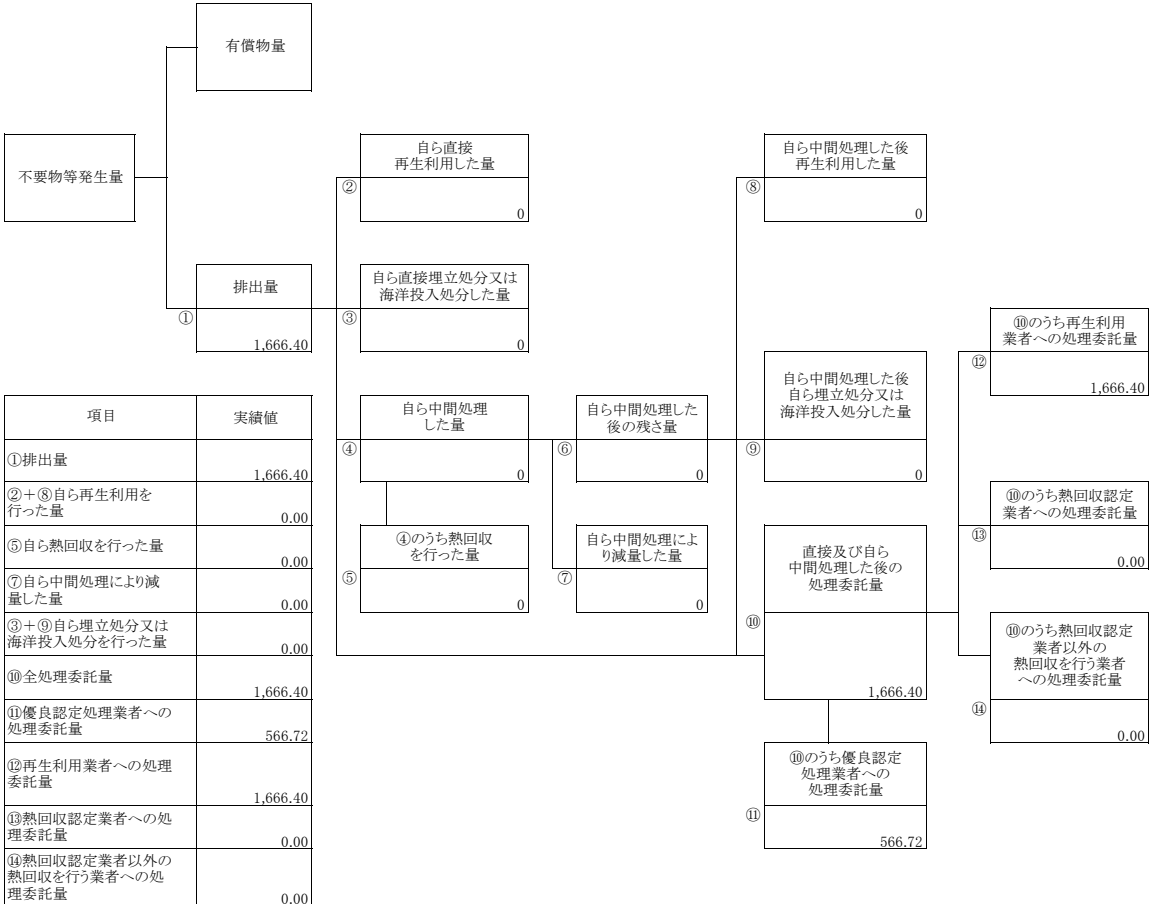 有償物量
不要物等発生量
自ら直接
再生利用した量
②
0
自ら中間処理した後
再生利用した量
⑧
0
排出量
①
1,666.40
自ら直接埋立処分又は
海洋投入処分した量
③
0
⑩のうち再生利用
業者への処理委託量
⑫
1,666.40
自ら中間処理した後
自ら埋立処分又は
海洋投入処分した量
⑨
0
自ら中間処理
した量
④
0
自ら中間処理した
後の残さ量
⑥
0
⑩のうち熱回収認定
業者への処理委託量
⑬
0.00
④のうち熱回収
を行った量
⑤
0
自ら中間処理によ
り減量した量
⑦
0
直接及び自ら
中間処理した後の
処理委託量
⑩
1,666.40
⑩のうち熱回収認定
業者以外の
熱回収を行う業者
への処理委託量
⑭
0.00
⑩のうち優良認定
処理業者への
処理委託量
⑪
566.72
項目 実績値
①排出量
1,666.40
②＋⑧自ら再生利用を
行った量
0.00
⑤自ら熱回収を行った量
0.00
⑦自ら中間処理により減
量した量
0.00
③＋⑨自ら埋立処分又は
海洋投入処分を行った量
0.00
⑩全処理委託量
1,666.40
⑪優良認定処理業者への
処理委託量
566.72
⑫再生利用業者への処理
委託量
1,666.40
⑬熱回収認定業者への処
理委託量
0.00
⑭熱回収認定業者以外の
熱回収を行う業者への処
理委託量
0.00